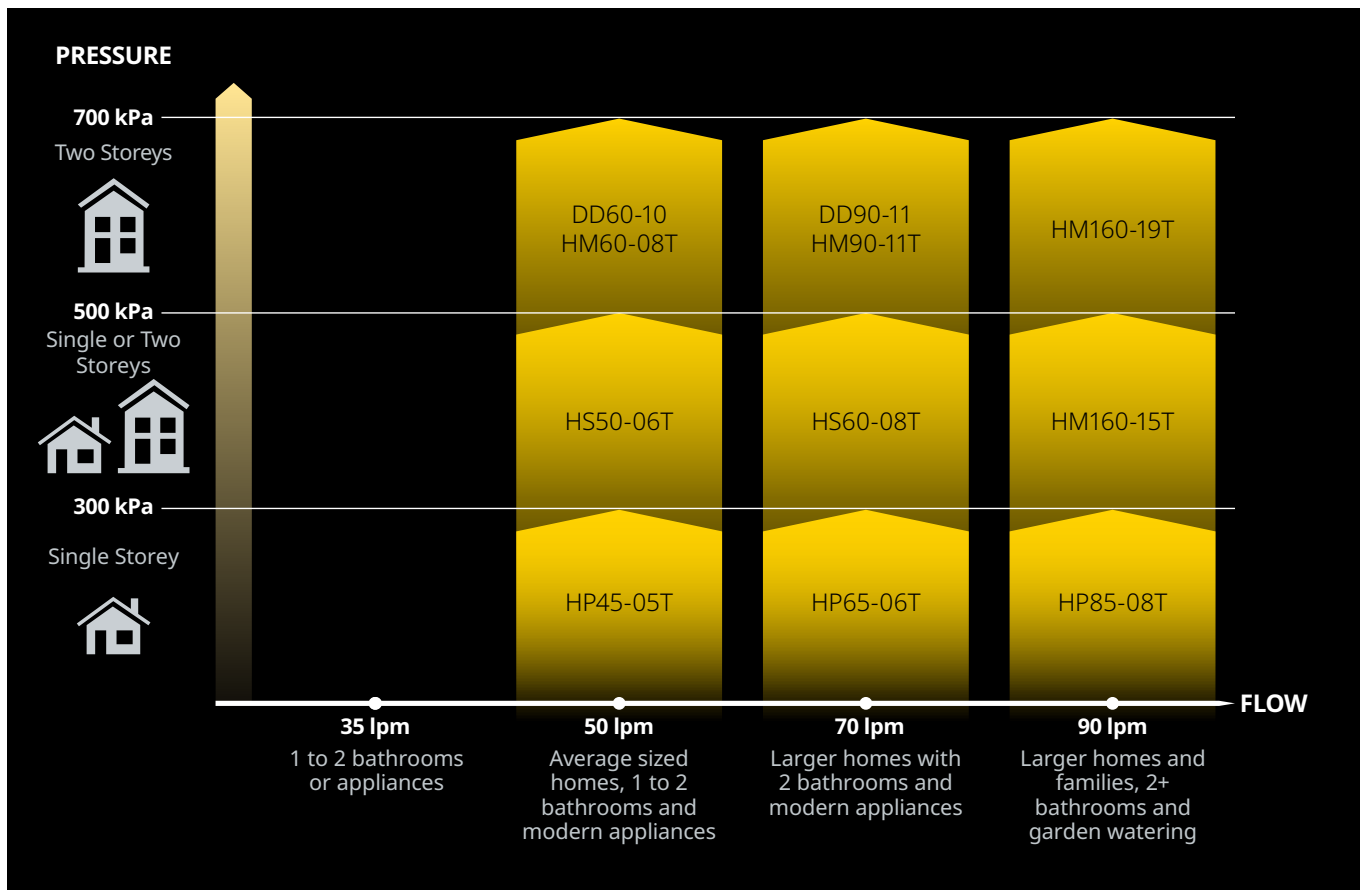 PRESSURE
700 kPa
Two Storeys
DD60-10
HM60-08T
DD90-11
HM90-11T
HM160-19T
500 kPa
Single or Two
Storeys
HS50-06T
HS60-08T
HM160-15T
300 kPa
Single Storey
HP45-05T
HP65-06T
HP85-08T
FLOW
35 lpm
1 to 2 bathrooms
or appliances
50 lpm
Average sized
homes, 1 to 2
bathrooms and
modern appliances
70 lpm
Larger homes with
2 bathrooms and
modern appliances
90 lpm
Larger homes and
families, 2+
bathrooms and
garden watering